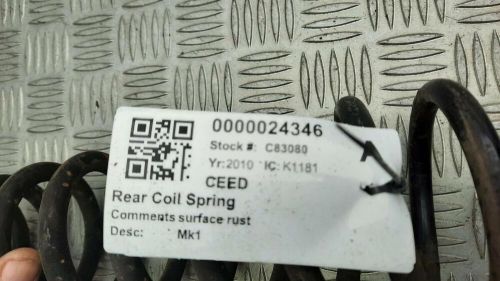 0000024346
Stock #: C83080
Yr:2010 IC:K1181
CEED
Rear Coil Spring
Comments surface rust
Desc: Mk1